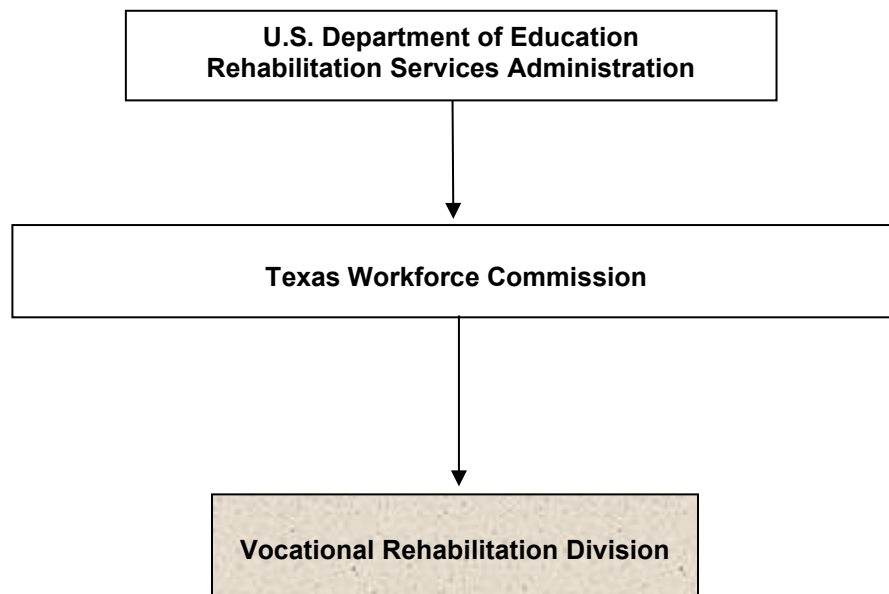 U.S. Department of Education
Rehabilitation Services Administration
Texas Workforce Commission
Vocational Rehabilitation Division